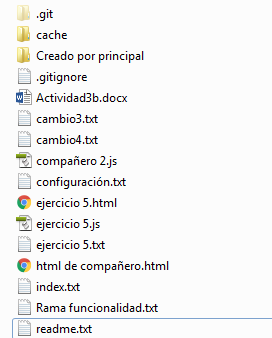 .git
cache
Creado por principal
.gitignore
Actividad3b.docx
cambio3.txt
cambio4.txt
compañero 2.js
configuración.txt
ejercicio 5.html
ejercicio 5.js
ejercicio 5.txt
html de compañero.html
index.txt
Rama funcionalidad.txt
readme.txt